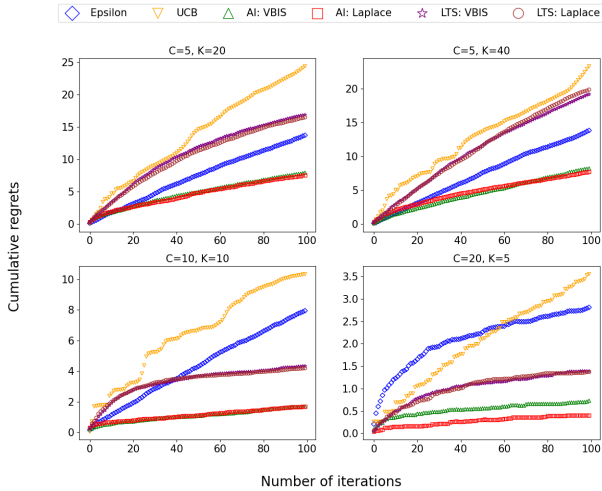 Epsilon UCB AI: VBIS AI: Laplace LTS: VBIS LTS: Laplace
C=5, K=20
C=5, K=40
25
20
15
10
5
0
0 20 40 60 80 100
20
15
10
5
0
0 20 40 60 80 100
Cumulative regrets
C=10, K=10
C=20, K=5
10
8
6
4
2
0
0 20 40 60 80 100
3.5
3.0
2.5
2.0
1.5
1.0
0.5
0.0
0 20 40 60 80 100
Number of iterations